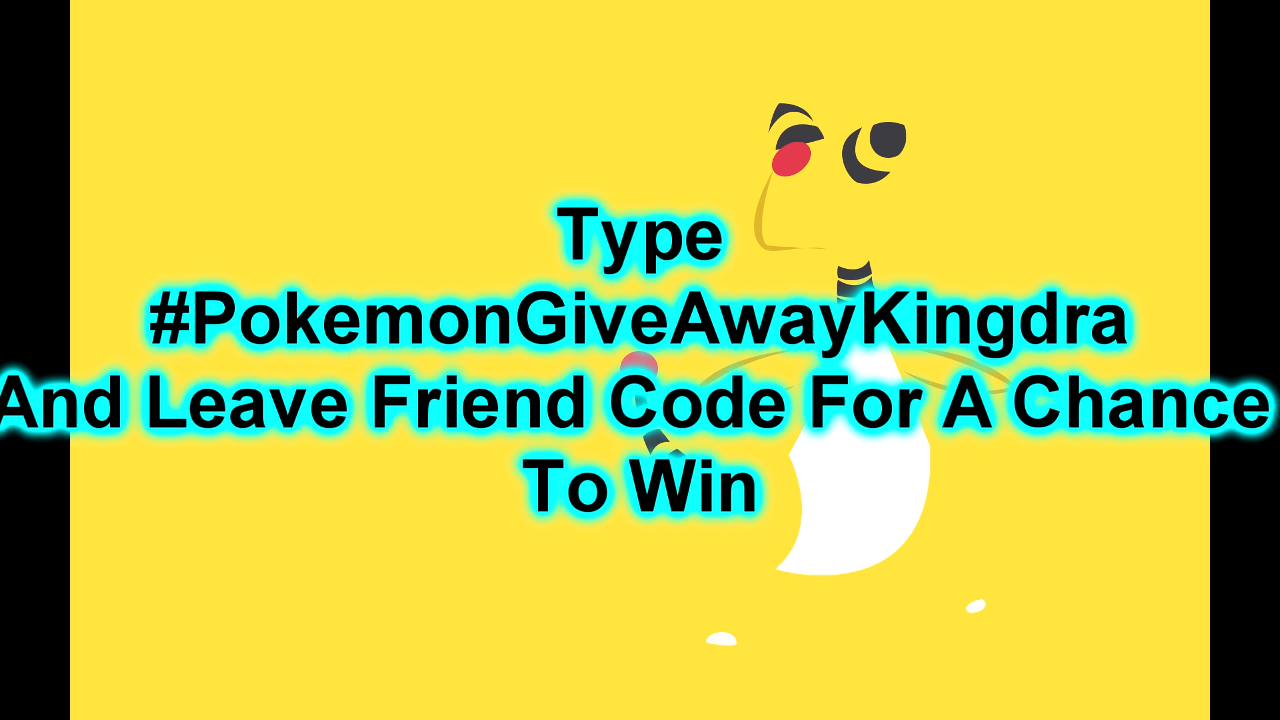 Type
#PokemonGiveAwayKingdra
And Leave Friend Code For A Chance
To Win